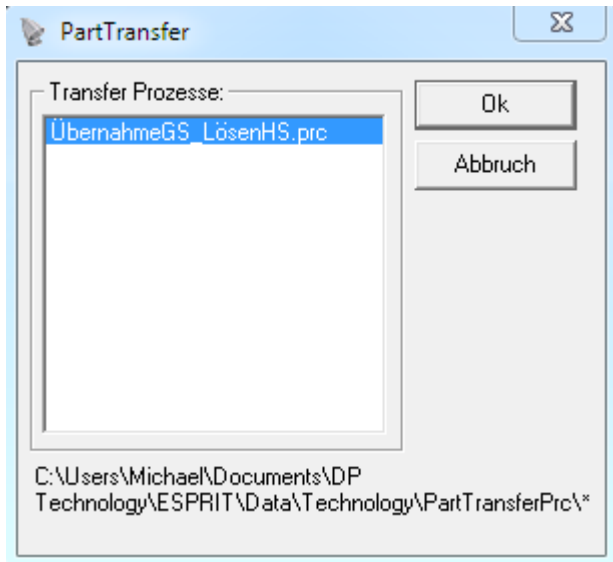 PartTransfer
Transfer Prozesse:
Ok
ÜbernahmeGS_LösenHS.prc
Abbruch
C:\Users\Michael\Documents\DP
Technology\ESPRIT\Data\Technology\PartTransferPrc\*